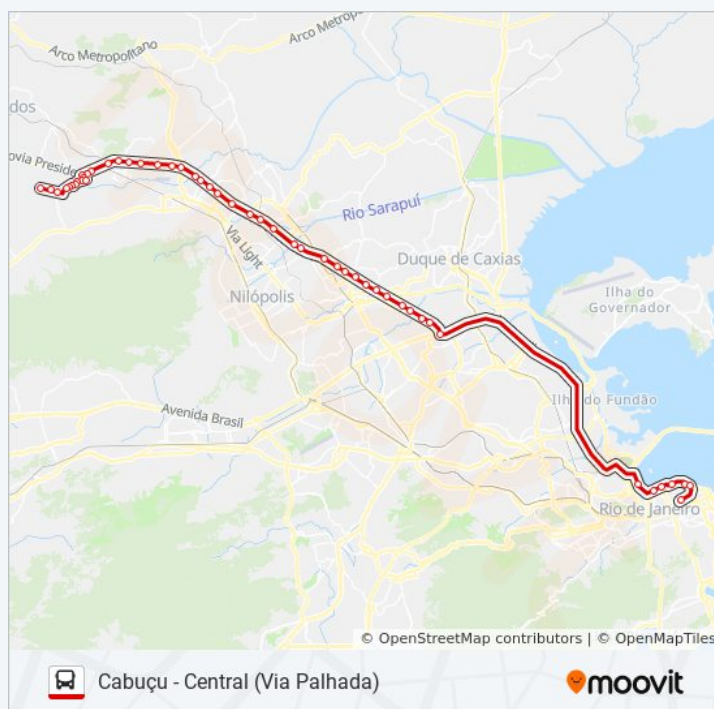 Arco Metropolitano
Arco Metro
dos
ovia Preside
Rio Sarapuí
Duque de Caxias
Via Light
Nilópolis
Ilha do
Governador
Avenida Brasil
Ilha do Fundão
Rio de Janeiro
© OpenStreetMap contributors | © OpenMapTiles
Cabuçu - Central (Via Palhada)
moovit